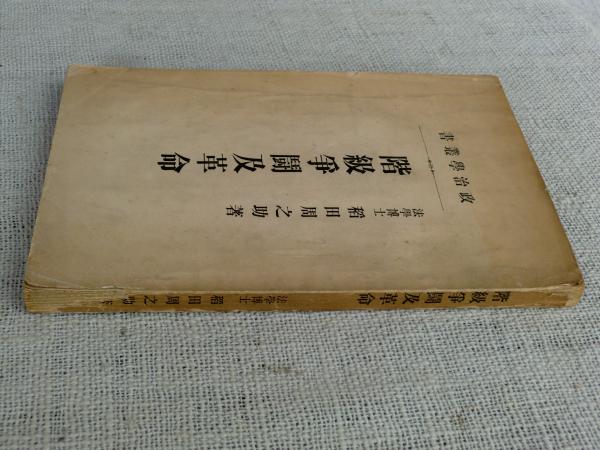 政治學叢書
階級爭鬪及革命
法學博士 稻田周之助著
階級爭鬪及革命
法學博士 稻田周之助